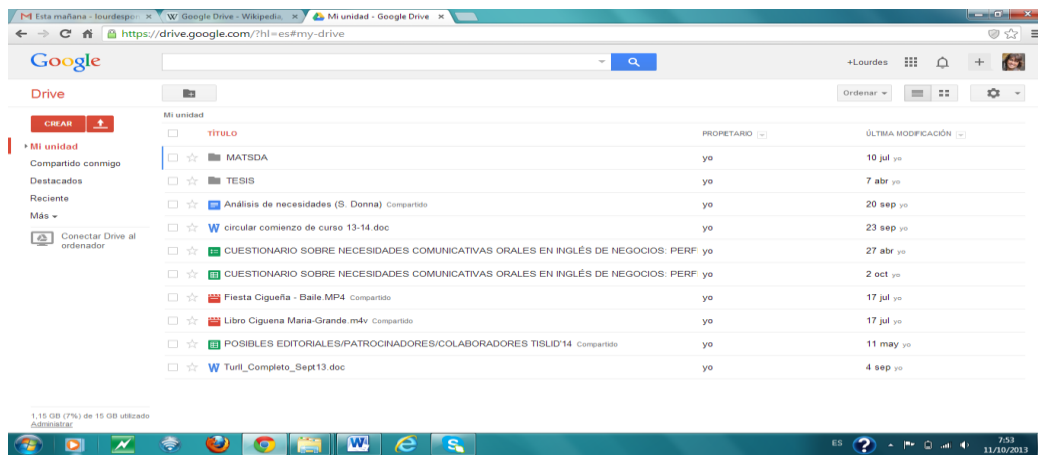 Esta mañana - lourdespor
Google Drive - Wikipedia,
Mi unidad - Google Drive
https://drive.google.com/?hl=es#my-drive
Google
+Lourdes
Drive
Ordenar
CREAR
Mi unidad
Compartido conmigo
Destacados
Reciente
Más
Conectar Drive al
ordenador
Mi unidad
TÍTULO PROPIETARIO ÚLTIMA MODIFICACIÓN
MATSDA yo 10 jul yo
TESIS yo 7 abr yo
Análisis de necesidades (S. Donna) Compartido yo 20 sep yo
circular comienzo de curso 13-14.doc yo 23 sep yo
CUESTIONARIO SOBRE NECESIDADES COMUNICATIVAS ORALES EN INGLÉS DE NEGOCIOS: PERF yo 27 abr yo
CUESTIONARIO SOBRE NECESIDADES COMUNICATIVAS ORALES EN INGLÉS DE NEGOCIOS: PERF yo 2 oct yo
Fiesta Cigueña - Baile.MP4 Compartido yo 17 jul yo
Libro Ciguena Maria-Grande.m4v Compartido yo 17 jul yo
POSIBLES EDITORIALES/PATROCINADORES/COLABORADORES TISLID'14 Compartido yo 11 may yo
TurII_Completo_Sept13.doc yo 4 sep yo
1,15 GB (7%) de 15 GB utilizado
Administrar
ES
7:53
11/10/2013